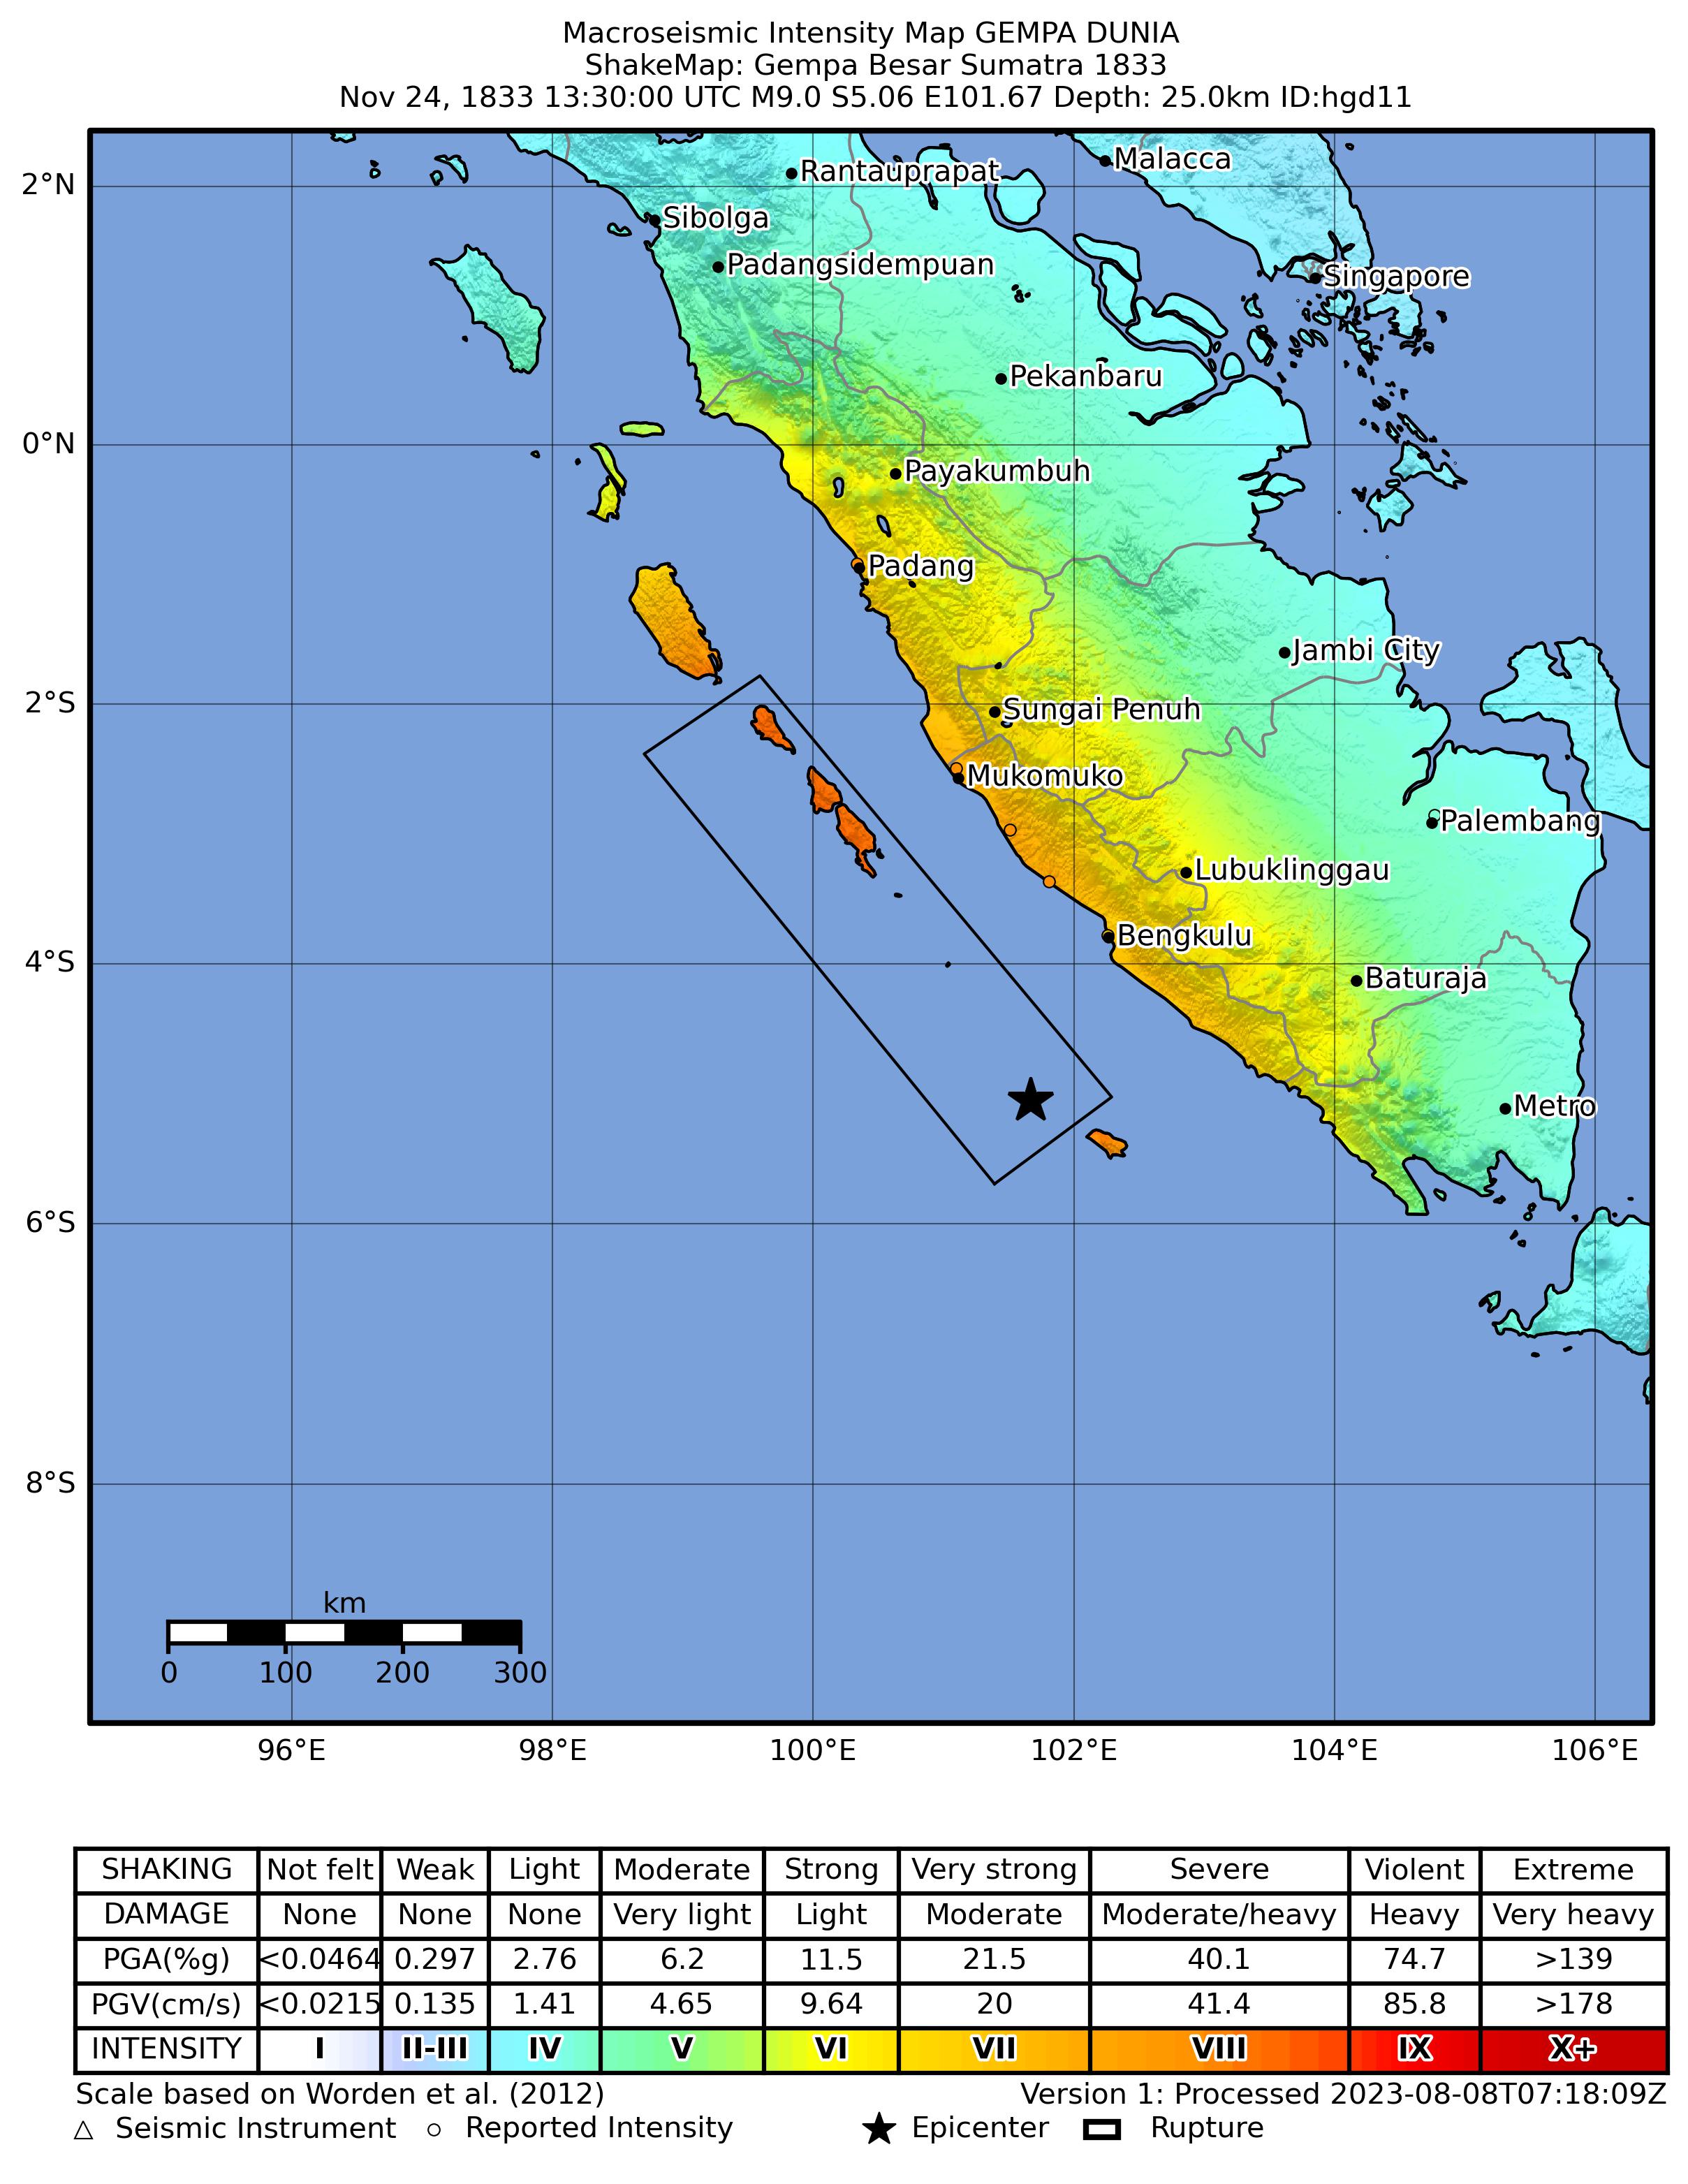 Macroseismic Intensity Map GEMPA DUNIA
ShakeMap: Gempa Besar Sumatra 1833
Nov 24, 1833 13:30:00 UTC M9.0 S5.06 E101.67 Depth: 25.0km ID:hgd11
Malacca
Rantauprapat
2°N
Sibolga
Padangsidempuan
Singapore
Pekanbaru
0°N
Payakumbuh
Padang
Jambi City
2°S
Sungai Penuh
Mukomuko
Palembang
Lubuklinggau
Bengkulu
4°S
Baturaja
Metro
6°S
8°S
km
0 100 200 300
96°E 98°E 100°E 102°E 104°E 106°E
SHAKING Not felt Weak Light Moderate Strong Very strong Severe Violent Extreme
DAMAGE None None None Very light Light Moderate Moderate/heavy Heavy Very heavy
PGA(%g) <0.0464 0.297 2.76 6.2 11.5 21.5 40.1 74.7 >139
PGV(cm/s) <0.0215 0.135 1.41 4.65 9.64 20 41.4 85.8 >178
INTENSITY I II-III IV V VI VII VIII IX X+
Scale based on Worden et al. (2012) Version 1: Processed 2023-08-08T07:18:09Z
Seismic Instrument Reported Intensity Epicenter Rupture